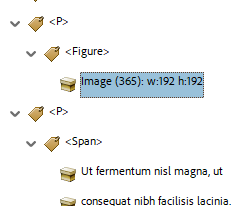 <P>
<Figure>
Image (365): w:192 h:192
<P>
<Span>
Ut fermentum nisl magna, ut
consequat nibh facilisis lacinia.